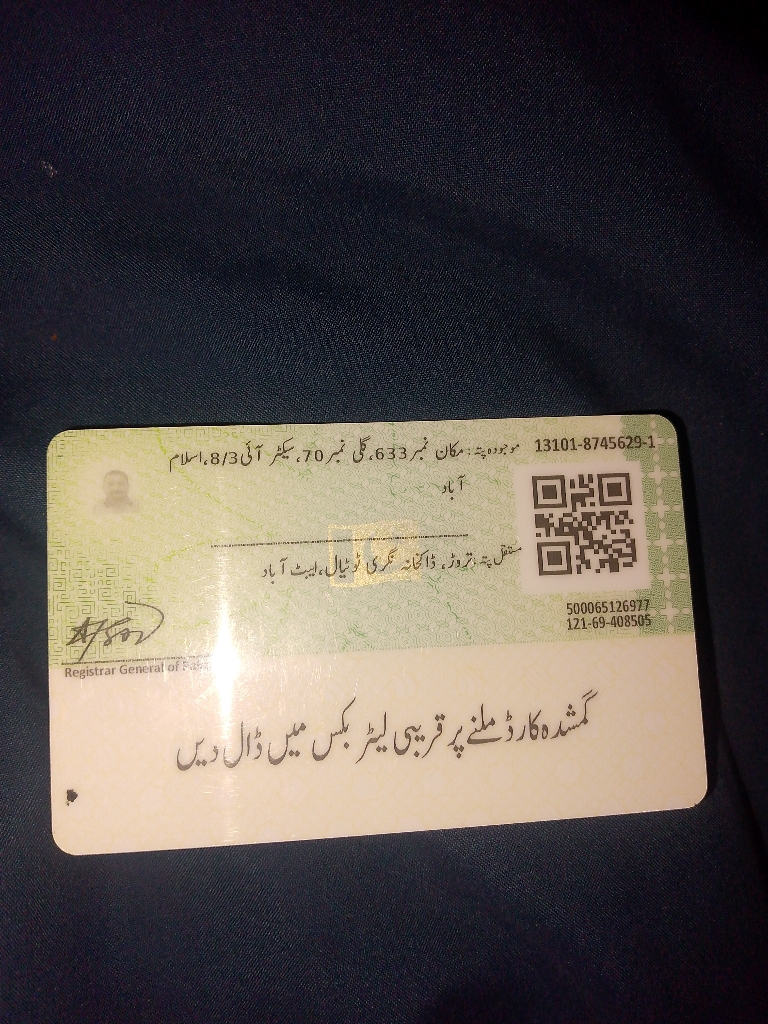 13101-8745629-1
موجودہ پتہ: مکان نمبر 633، گلی نمبر 70، سیکٹر آئی 8/3، اسلام
آباد
مستقل پتہ: تروڑ، ڈاکخانہ نگری ٹوٹیال، ایبٹ آباد
500065126977
121-69-408505
Registrar General of
گمشدہ کارڈ ملنے پر قریبی لیٹر بکس میں ڈال دیں